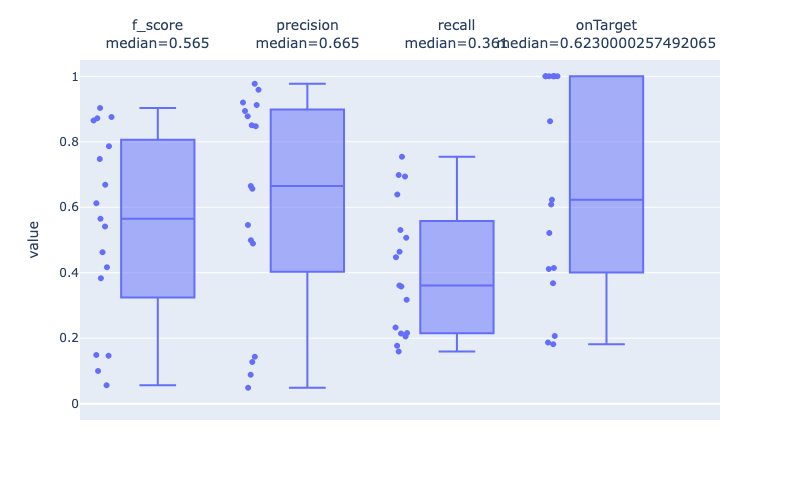 f_score precision recall onTarget
median=0.565 median=0.665 median=0.361 median=0.6230000257492065
1
0.8
0.6
0.4
0.2
0
value